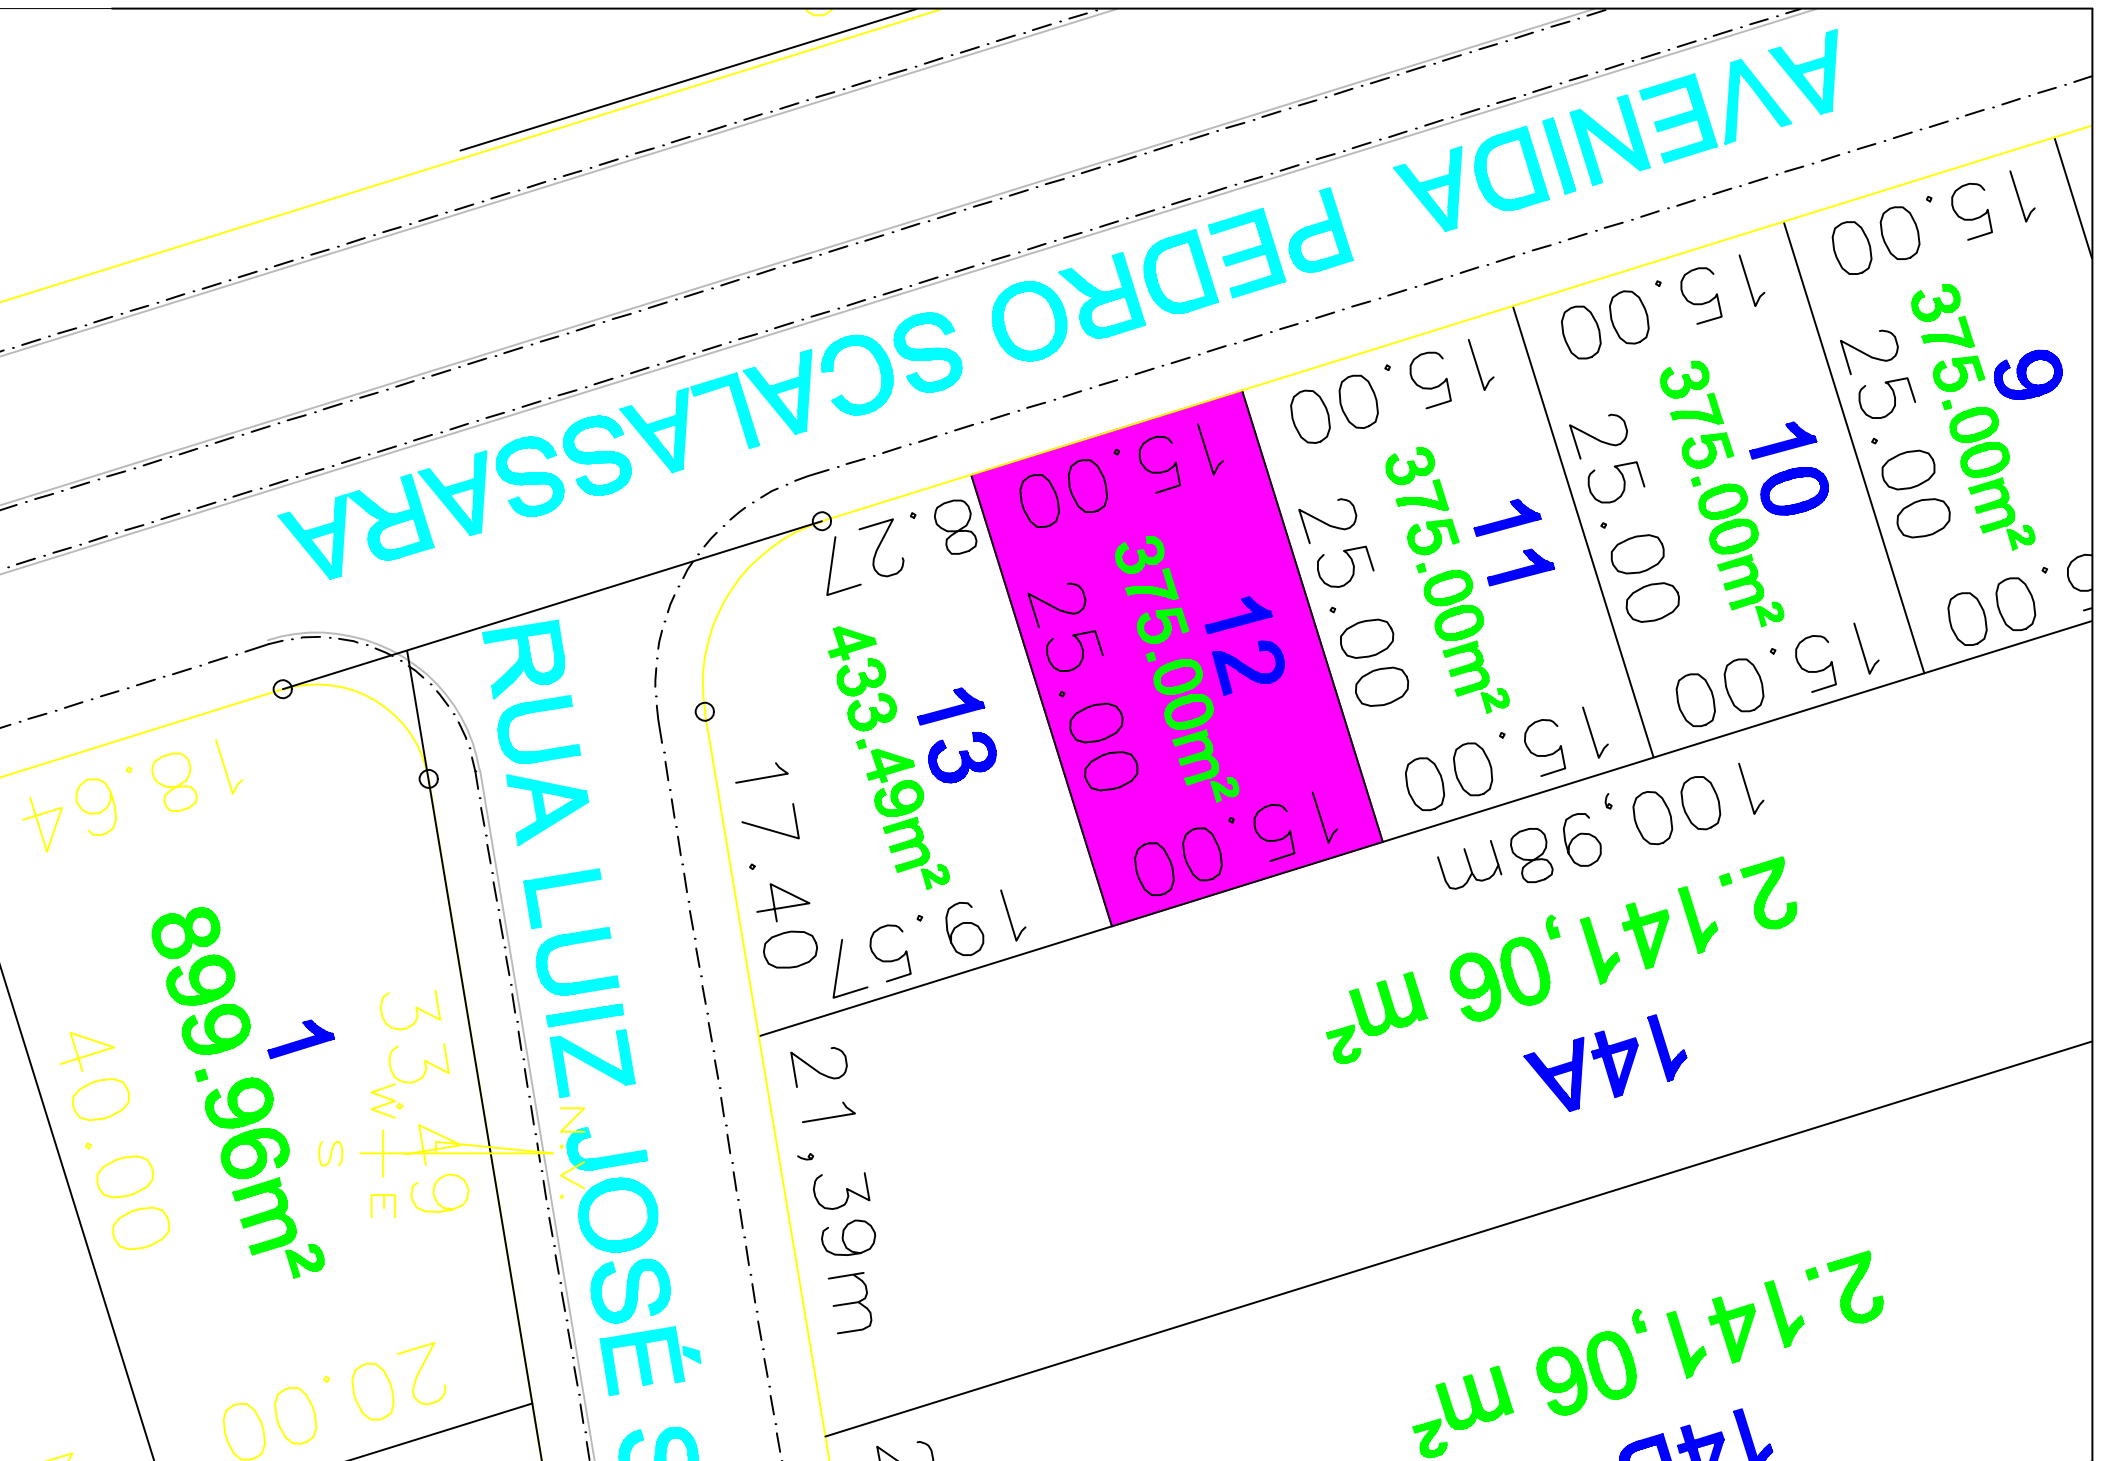 AVENIDA PEDRO SCALASSARA
RUA LUIZ JOSÉ S
15.00
375.00m²
9
25.00
15.00
375.00m²
10
25.00
15.00
15.00
375.00m²
11
25.00
15.00
15.00
375.00m²
12
25.00
15.00
8.27
433.49m²
13
17.40
19.57
100,98m
2.141,06 m²
14A
21,39m
2.141,06 m²
18.64
899.96m²
1
33.49
40.00
20.00
N.V.
W
S
E